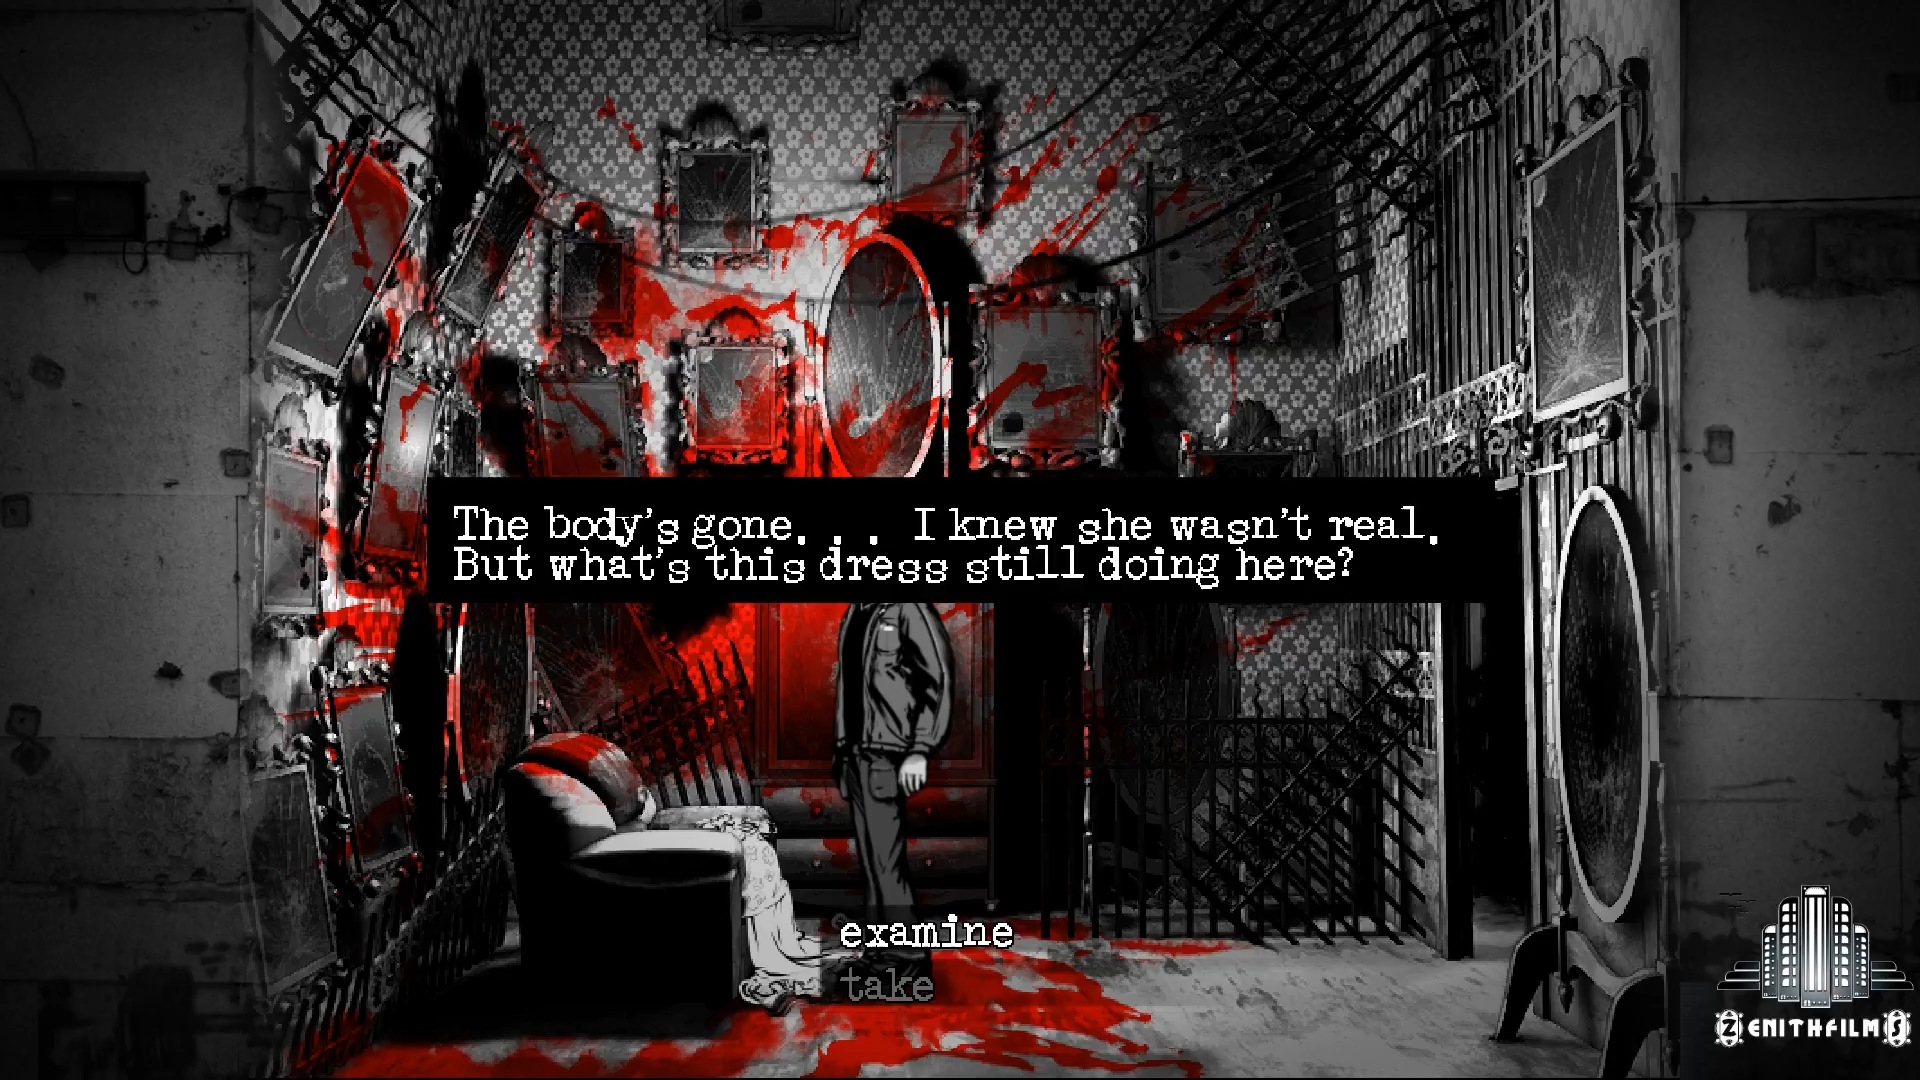 The body's gone. . . I knew she wasn't real.
But what's this dress still doing here?
examine
take
ZENITHFILMS